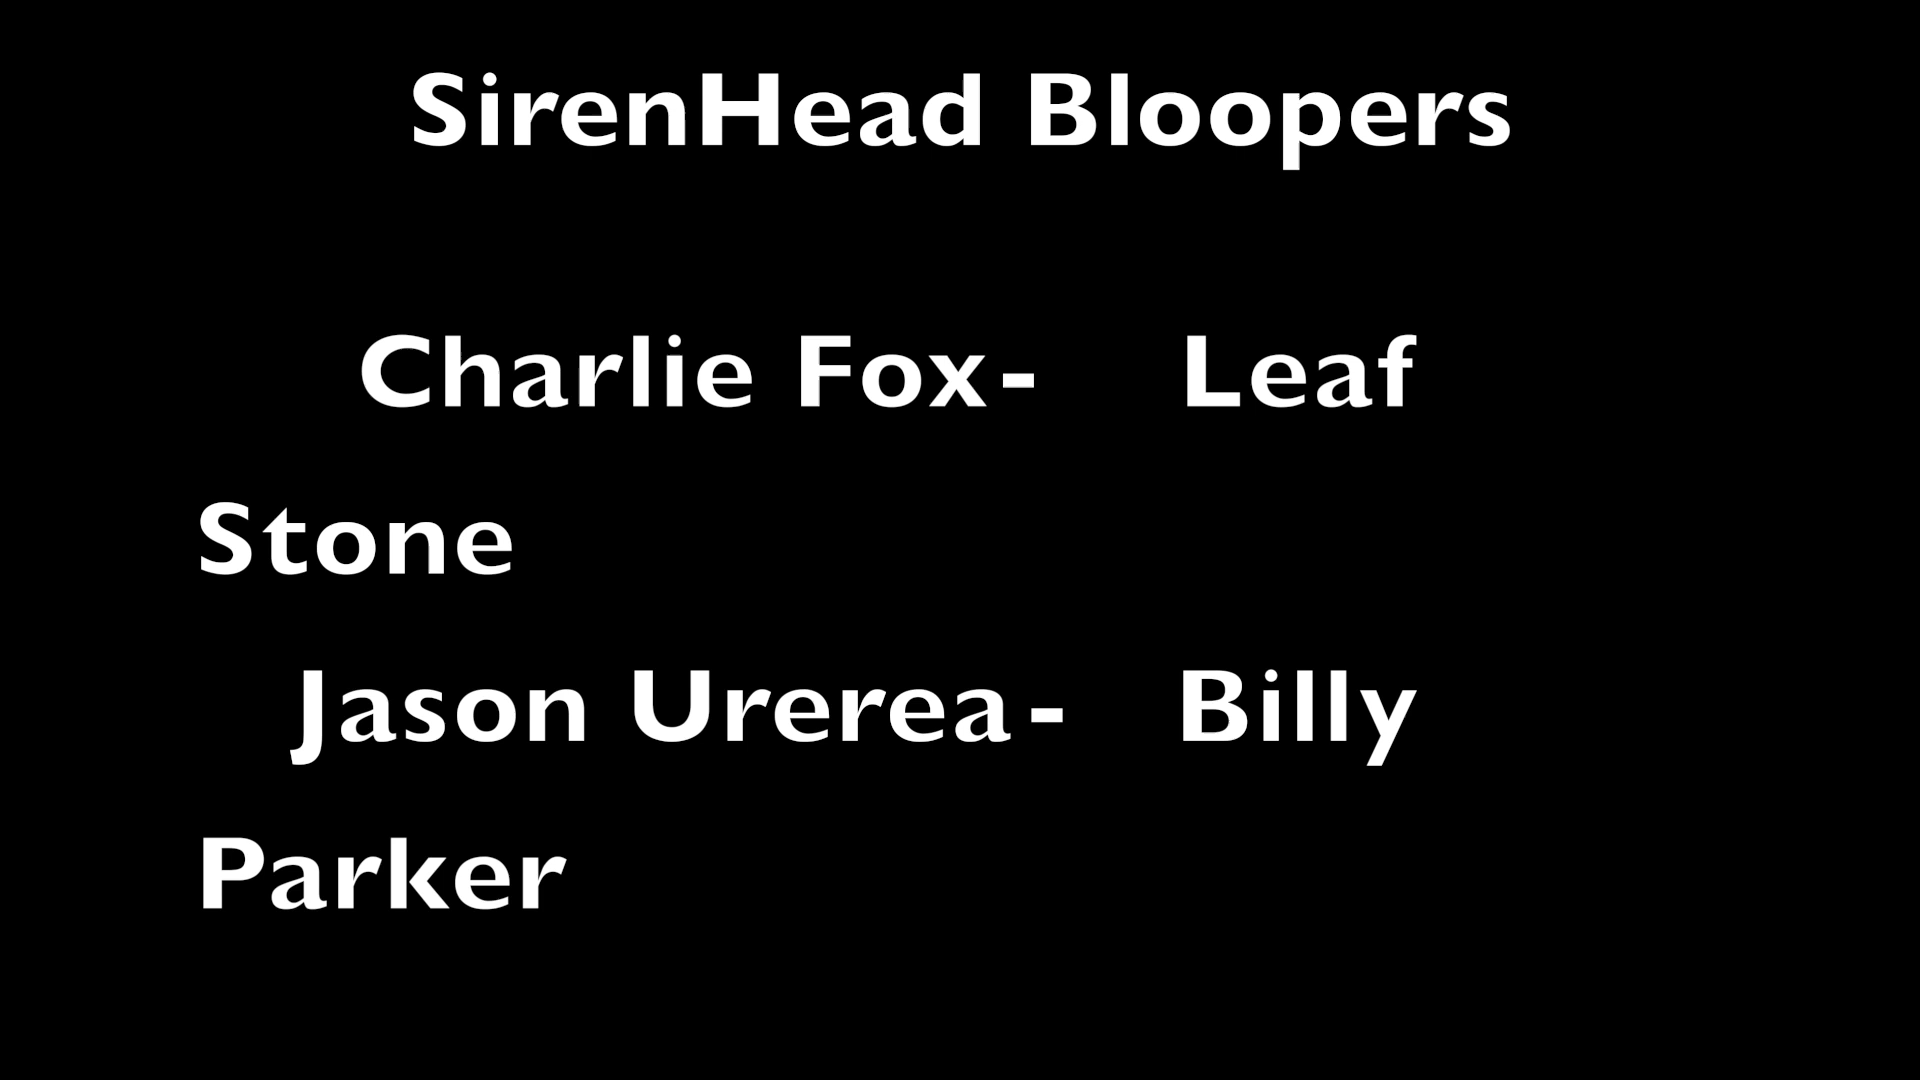 SirenHead Bloopers
Charlie Fox- Leaf
Stone
Jason Urerea- Billy
Parker